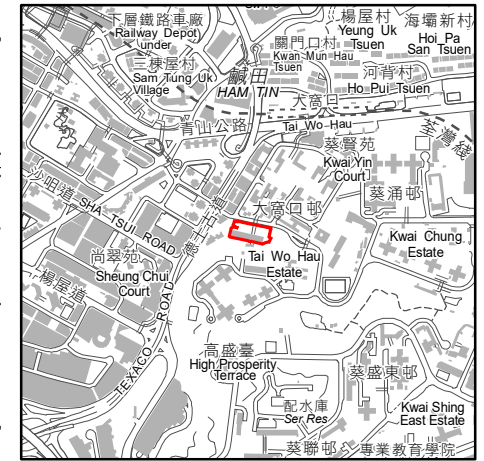 下層鐵路車廠
Railway Depot
under
三棟屋村
Sam Tung Uk
Village
鹹田
HAM TIN
關門口村
Kwan Mun Hau
Tsuen
楊屋村
Yeung Uk
Tsuen
海壩新村
Hoi Pa
San Tsuen
河背村
Ho Pui Tsuen
大窩口
Tai Wo Hau
青山公路
荃灣綫
葵賢苑
Kwai Yin
Court
葵涌邨
Kwai Chung
Estate
沙咀道 SHA TSUI ROAD
德士古道
TEXACO ROAD
大窩口邨
Tai Wo Hau
Estate
尚翠苑
Sheung Chui
Court
楊屋道
高盛臺
High Prosperity
Terrace
配水庫
Ser Res
葵盛東邨
Kwai Shing
East Estate
葵聯邨
專業教育學院